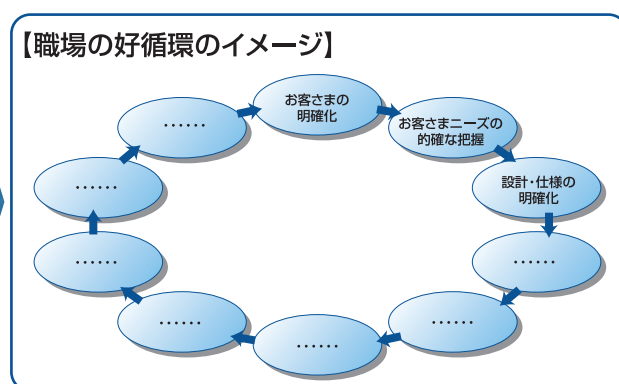 【職場の好循環のイメージ】
お客さまの
明確化
お客さまニーズの
的確な把握
設計・仕様の
明確化
……
……
……
……
……
……
……